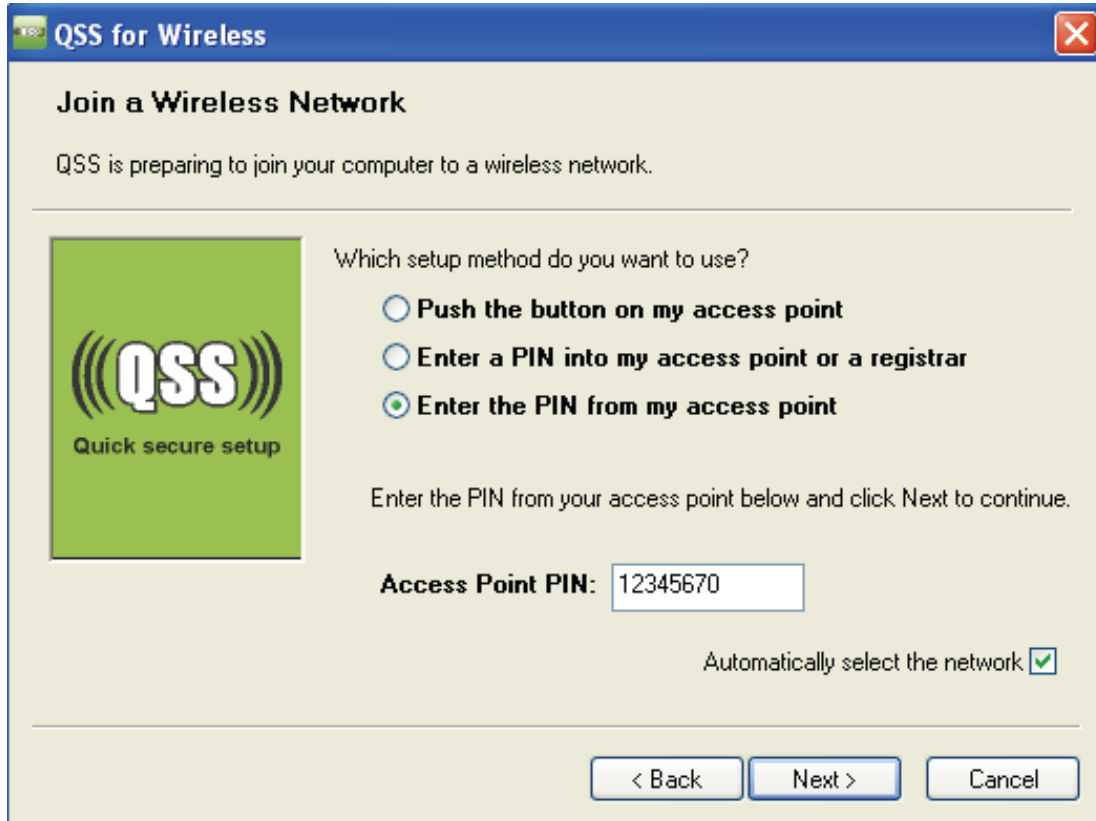 QSS for Wireless
Join a Wireless Network
QSS is preparing to join your computer to a wireless network.
Which setup method do you want to use?
Push the button on my access point
Enter a PIN into my access point or a registrar
Enter the PIN from my access point
(((QSS)))
Quick secure setup
Enter the PIN from your access point below and click Next to continue.
Access Point PIN: 12345670
Automatically select the network
< Back Next > Cancel